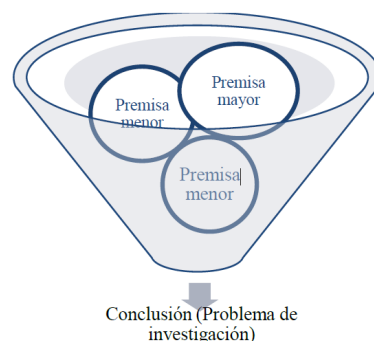 Premisa
menor
Premisa
mayor
Premisa
menor
Conclusión (Problema de
investigación)